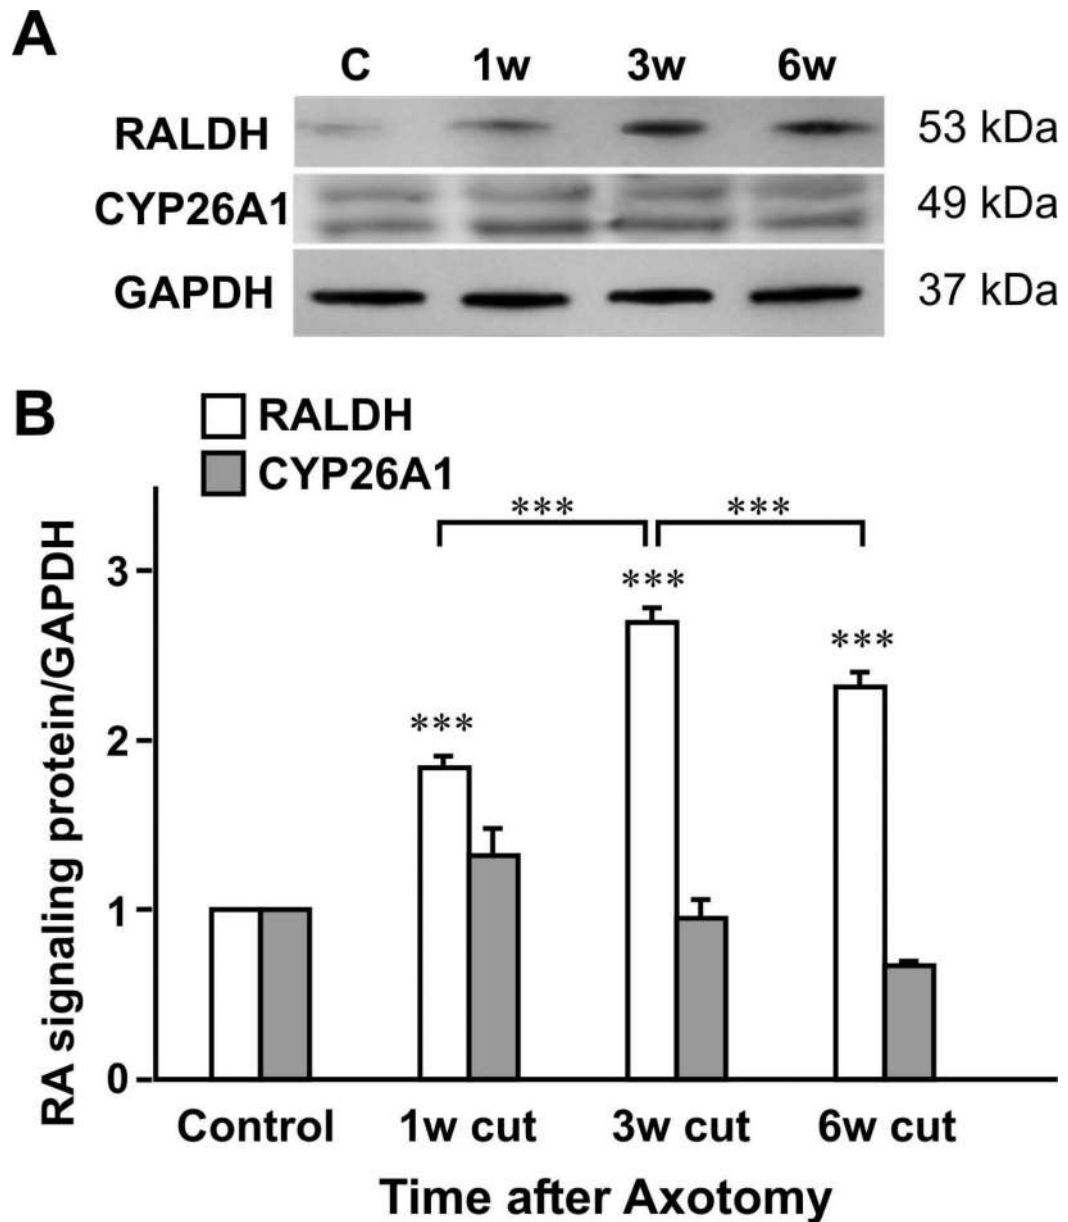 A
C 1w 3w 6w
RALDH 53 kDa
CYP26A1 49 kDa
GAPDH 37 kDa
B
RALDH
CYP26A1
*** ***
3
***
***
2
***
1
0
RA signaling protein/GAPDH
Control 1w cut 3w cut 6w cut
Time after Axotomy